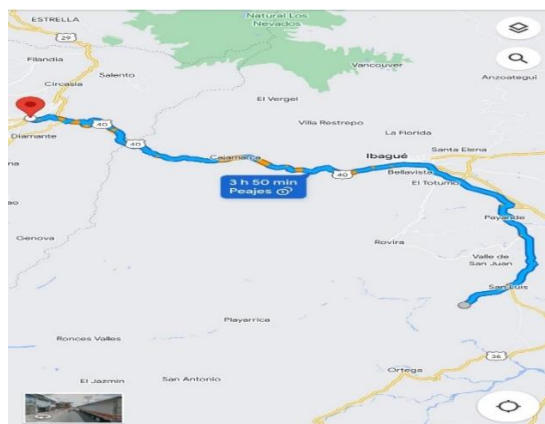 ESTRELLA
Natural Los
Nevados
29
Filandia
Salento
Circasia
Vancouver
Anzoategui
El Vergel
40
Villa Restrepo
Diamante
La Florida
40
Santa Elena
Cajamarca
Ibagué
Bellavista
40
El Totumo
3 h 50 min
Peajes
Payande
Genova
Rovira
Valle de
San Juan
San Luis
Playarrica
Ronces Valles
36
Ortega
El Jazmin
San Antonio